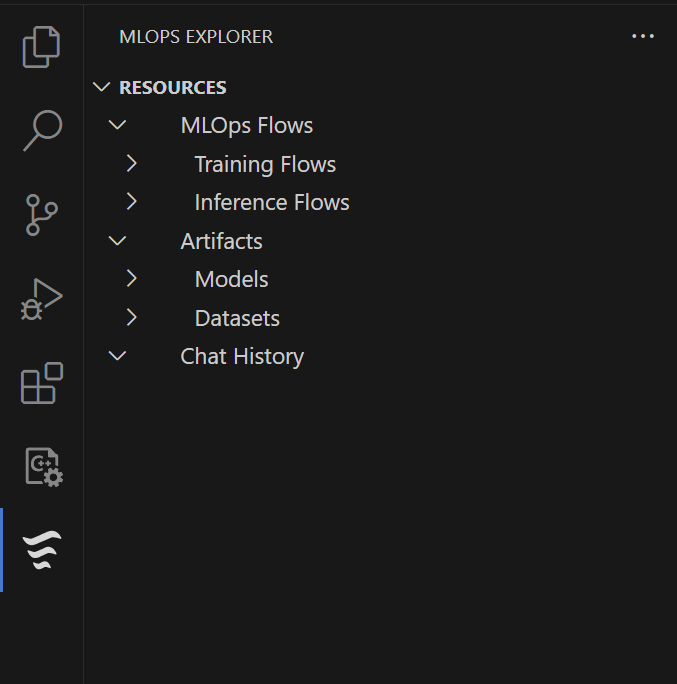 MLOPS EXPLORER
RESOURCES
MLOps Flows
Training Flows
Inference Flows
Artifacts
Models
Datasets
Chat History
C++